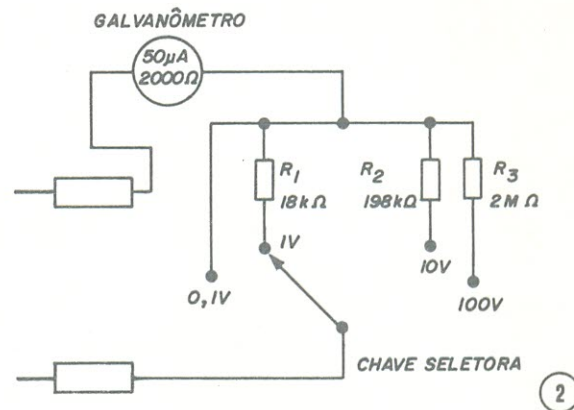 GALVANÔMETRO
50µA
2000Ω
R1
18kΩ
R2
198kΩ
R3
2MΩ
1V
0,1V
10V
100V
CHAVE SELETORA
2